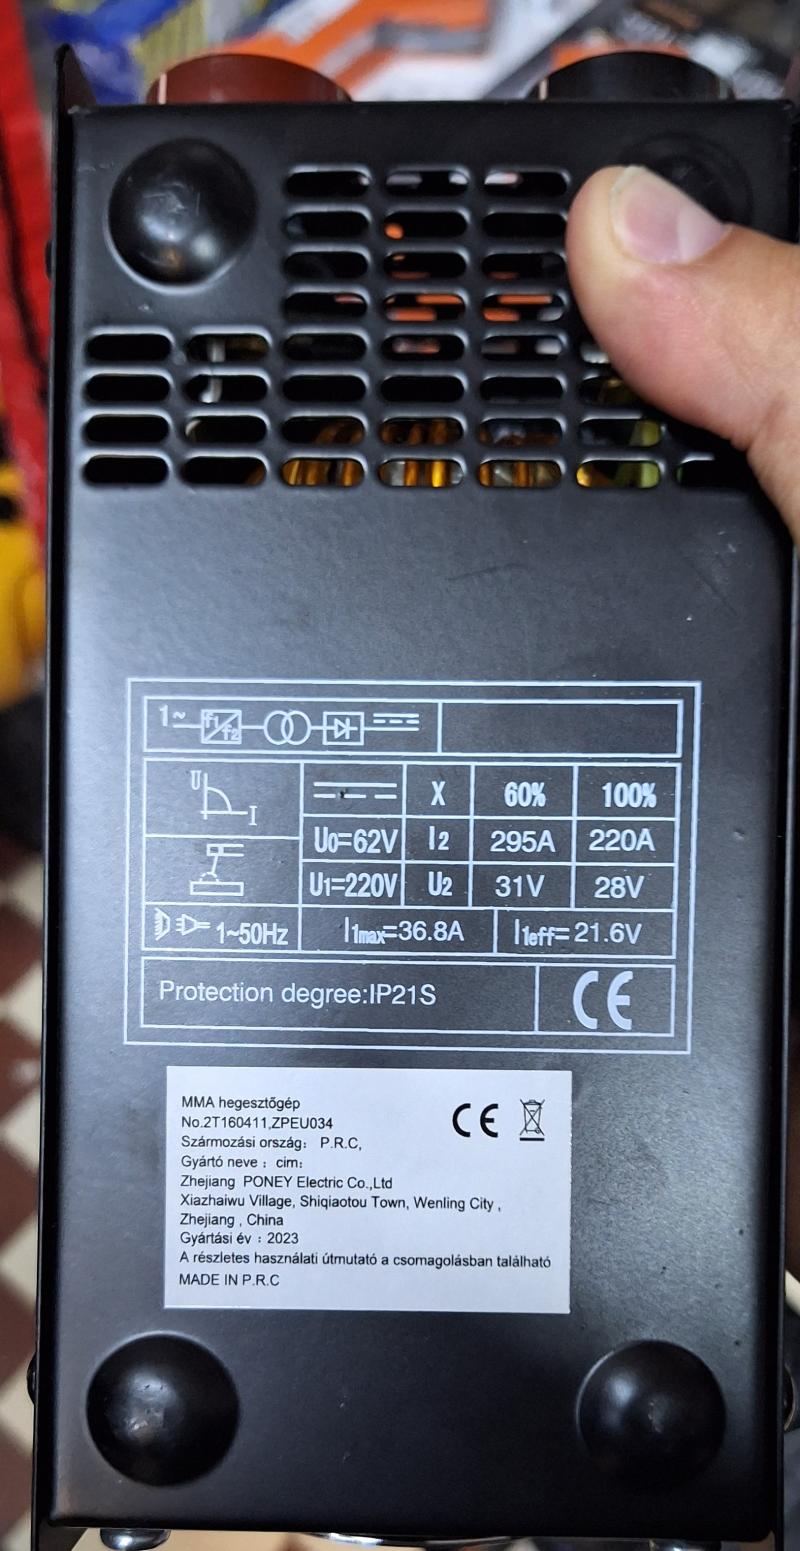 1~ f1/f2
U
I
X 60% 100%
U0=62V I2 295A 220A
U1=220V U2 31V 28V
1~50Hz I1max=36.8A I1eff=21.6V
Protection degree:IP21S CE
MMA hegesztőgép CE
No.2T160411,ZPEU034
Szármozási ország: P.R.C,
Gyártó neve : cim:
Zhejiang PONEY Electric Co.,Ltd
Xiazhaiwu Village, Shiqiaotou Town, Wenling City ,
Zhejiang , China
Gyártási év : 2023
A részletes használati útmutató a csomagolásban található
MADE IN P.R.C